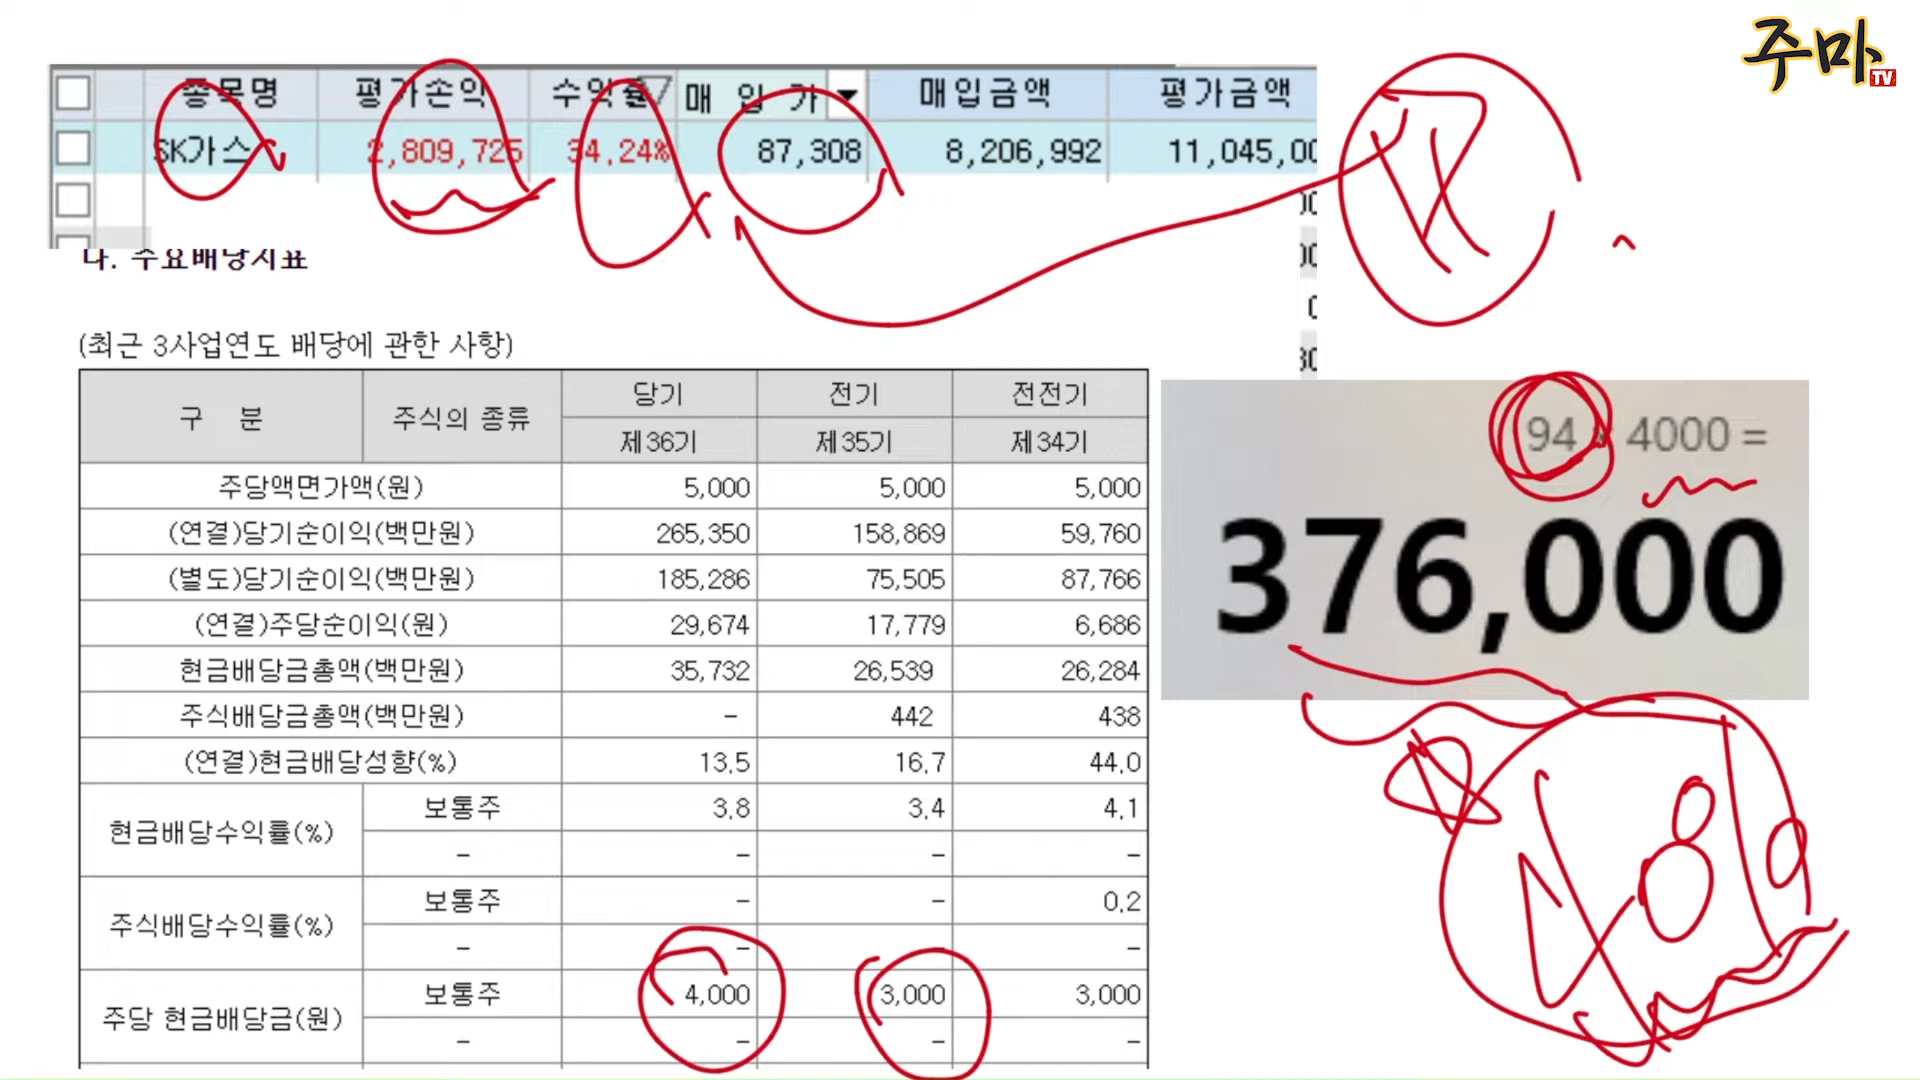 주마
TV
종목명 평가손익 수익률 매 입 가 매입금액 평가금액
SK가스 2,809,725 34.24% 87,308 8,206,992 11,045,00
나. 주요배당지표
(최근 3사업연도 배당에 관한 사항)
구 분 주식의 종류 당기 전기 전전기
제36기 제35기 제34기
주당액면가액(원) 5,000 5,000 5,000
(연결)당기순이익(백만원) 265,350 158,869 59,760
(별도)당기순이익(백만원) 185,286 75,505 87,766
(연결)주당순이익(원) 29,674 17,779 6,686
현금배당금총액(백만원) 35,732 26,539 26,284
주식배당금총액(백만원) - 442 438
(연결)현금배당성향(%) 13.5 16.7 44.0
현금배당수익률(%) 보통주 3.8 3.4 4.1
- - - -
주식배당수익률(%) 보통주 - - 0.2
- - - -
주당 현금배당금(원) 보통주 4,000 3,000 3,000
- - - -
94 × 4000 =
376,000